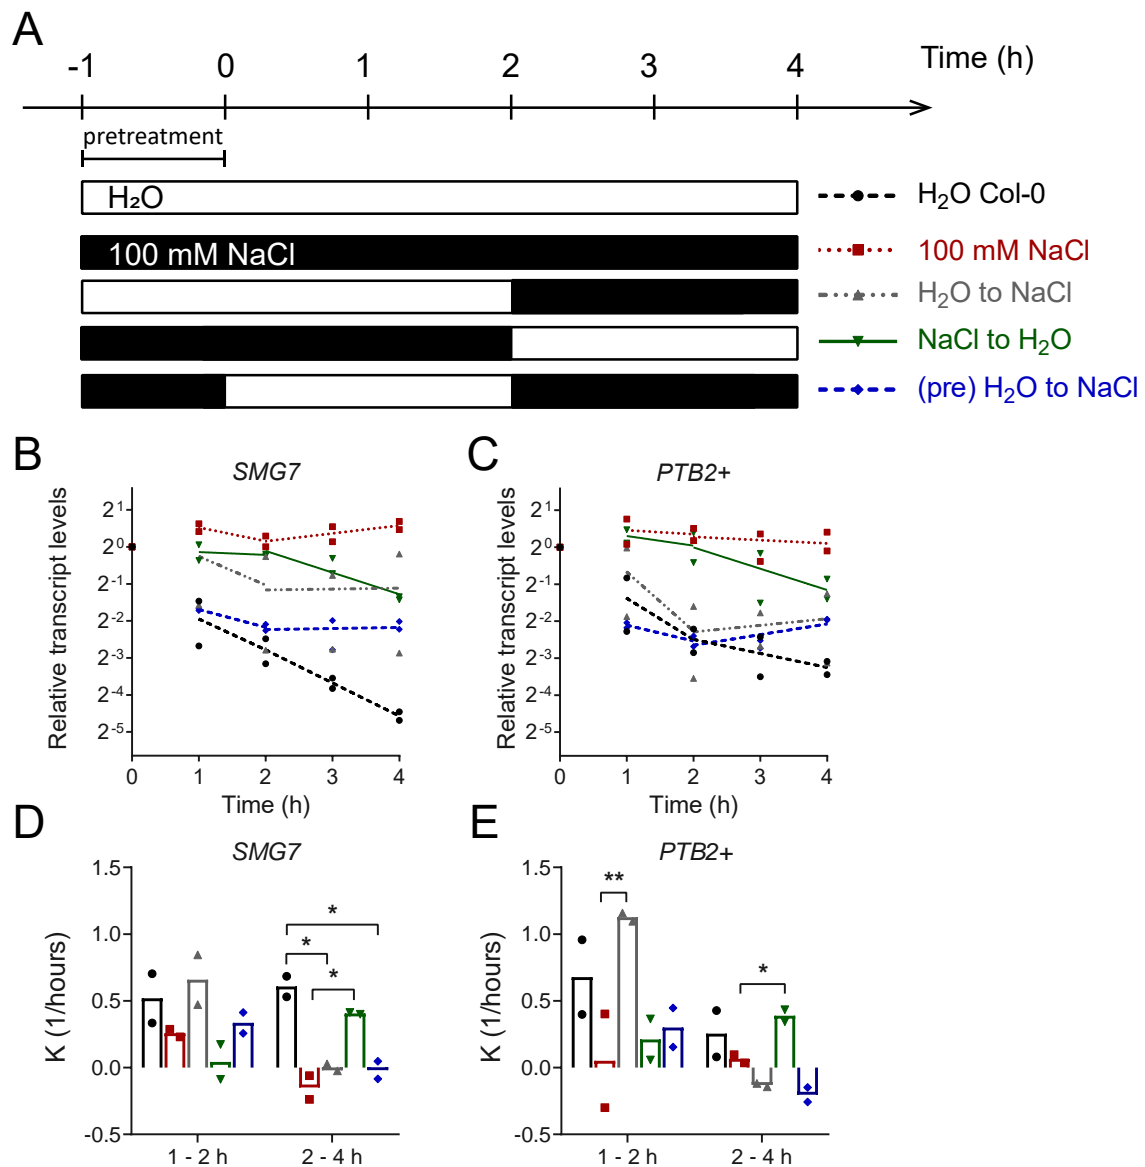 A
-1 0 1 2 3 4 Time (h)
pretreatment
H₂O
H₂O Col-0
100 mM NaCl
100 mM NaCl
H₂O to NaCl
NaCl to H₂O
(pre) H₂O to NaCl
B
SMG7
Relative transcript levels
2¹
2⁰
2⁻¹
2⁻²
2⁻³
2⁻⁴
2⁻⁵
0 1 2 3 4
Time (h)
C
PTB2+
Relative transcript levels
2¹
2⁰
2⁻¹
2⁻²
2⁻³
2⁻⁴
2⁻⁵
0 1 2 3 4
Time (h)
D
SMG7
K (1/hours)
1.5
1.0
0.5
0.0
-0.5
*
*
*
1 - 2 h 2 - 4 h
E
PTB2+
K (1/hours)
1.5
1.0
0.5
0.0
-0.5
**
*
1 - 2 h 2 - 4 h